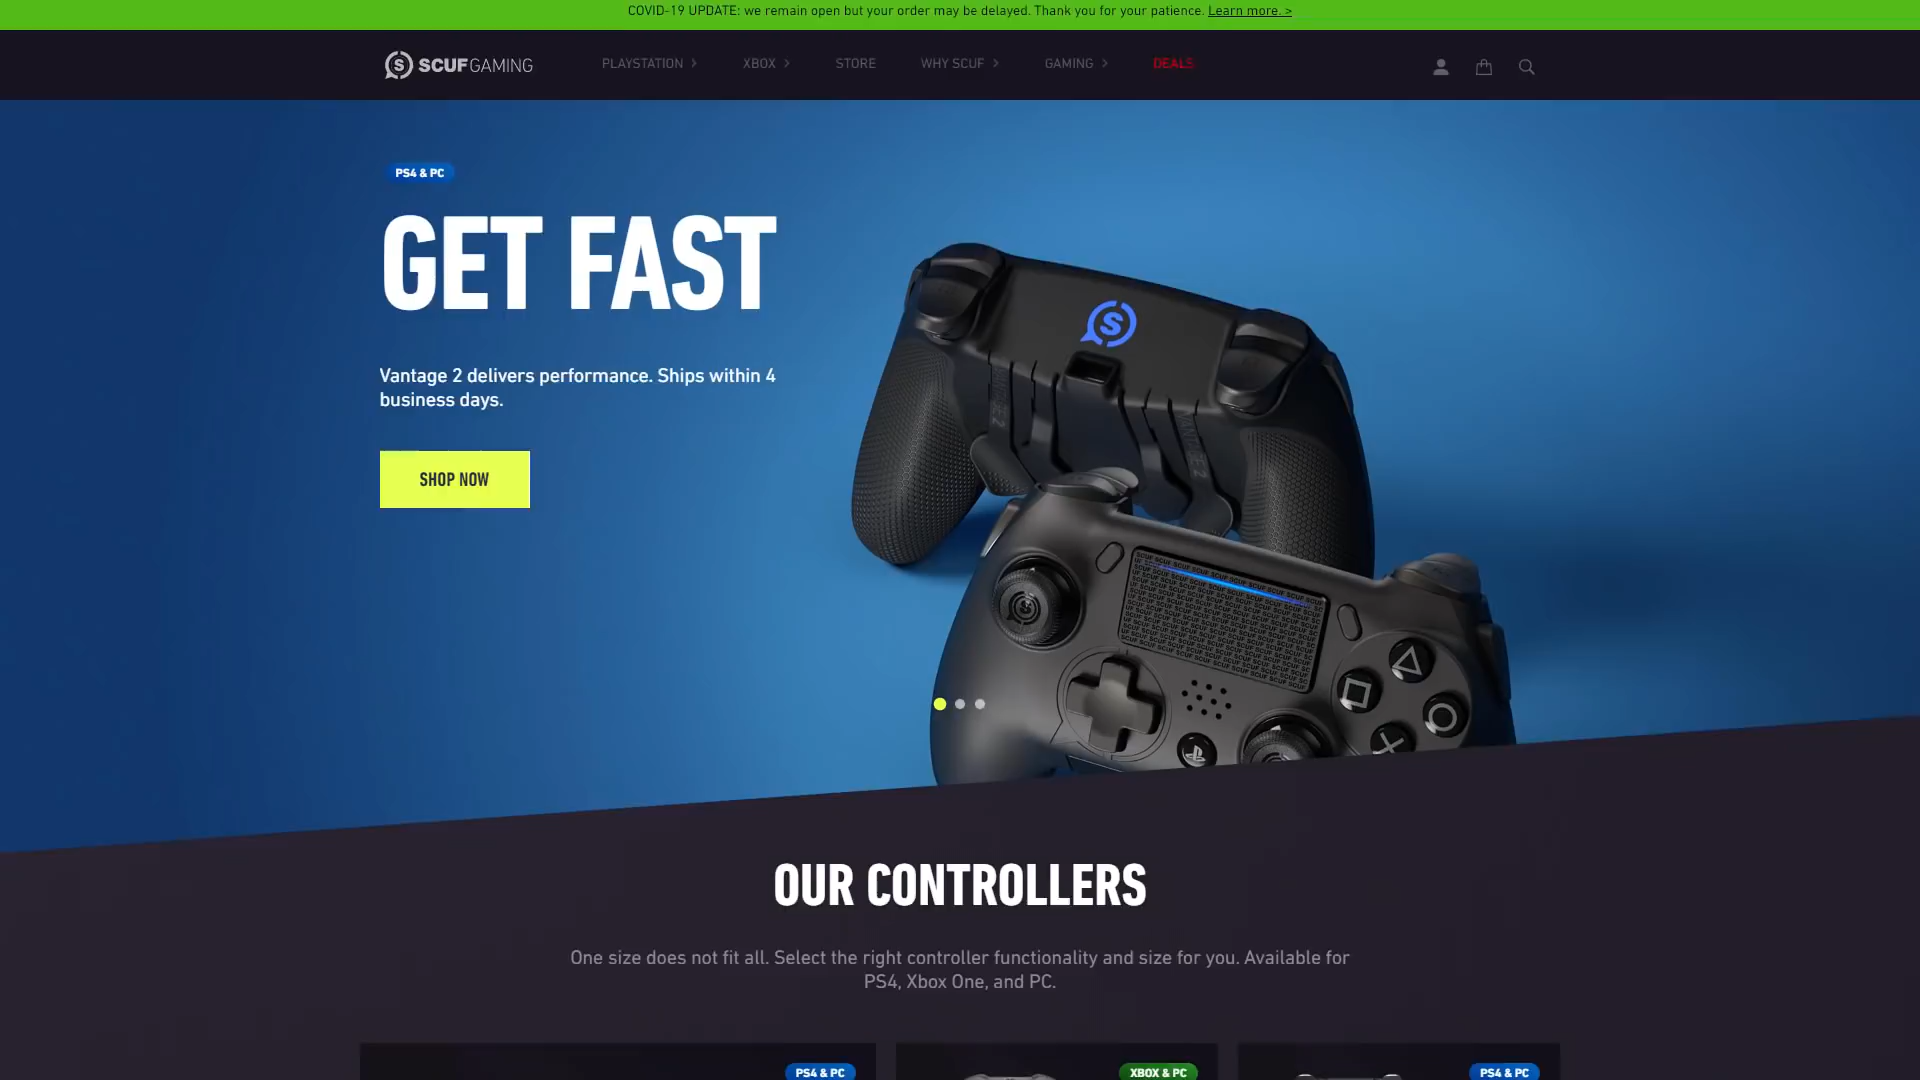 COVID-19 UPDATE: we remain open but your order may be delayed. Thank you for your patience. Learn more. >
SCUFGAMING
PLAYSTATION
XBOX
STORE
WHY SCUF
GAMING
DEALS
PS4 & PC
GET FAST
Vantage 2 delivers performance. Ships within 4
business days.
SHOP NOW
OUR CONTROLLERS
One size does not fit all. Select the right controller functionality and size for you. Available for
PS4, Xbox One, and PC.
PS4 & PC
XBOX & PC
PS4 & PC